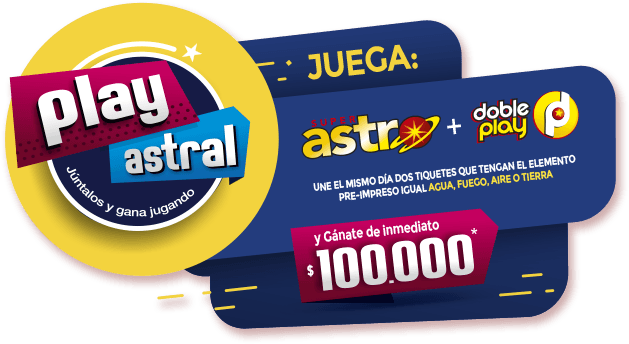 play
astral
Júntalos y gana jugando
JUEGA:
SUPER
astro
+
doble
play
UNE EL MISMO DÍA DOS TIQUETES QUE TENGAN EL ELEMENTO
PRE-IMPRESO IGUAL AGUA, FUEGO, AIRE O TIERRA
y Gánate de inmediato
$100.000*